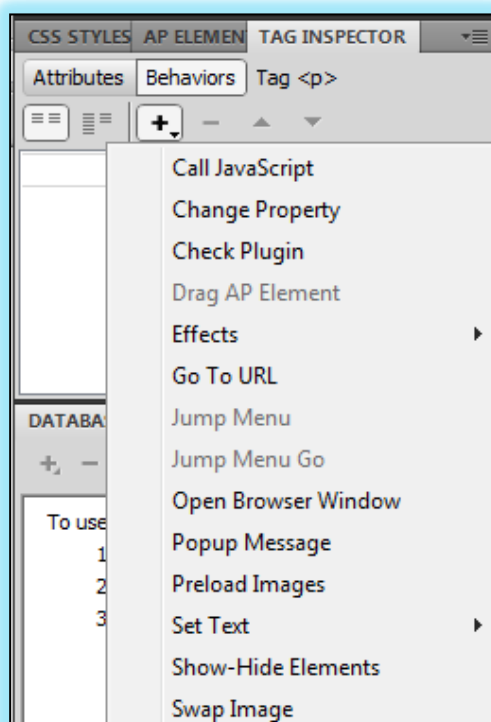 CSS STYLES AP ELEMEN TAG INSPECTOR
Attributes Behaviors Tag <p>
Call JavaScript
Change Property
Check Plugin
Drag AP Element
Effects
Go To URL
Jump Menu
Jump Menu Go
Open Browser Window
Popup Message
Preload Images
Set Text
Show-Hide Elements
Swap Image
DATABA
To use
1
2
3